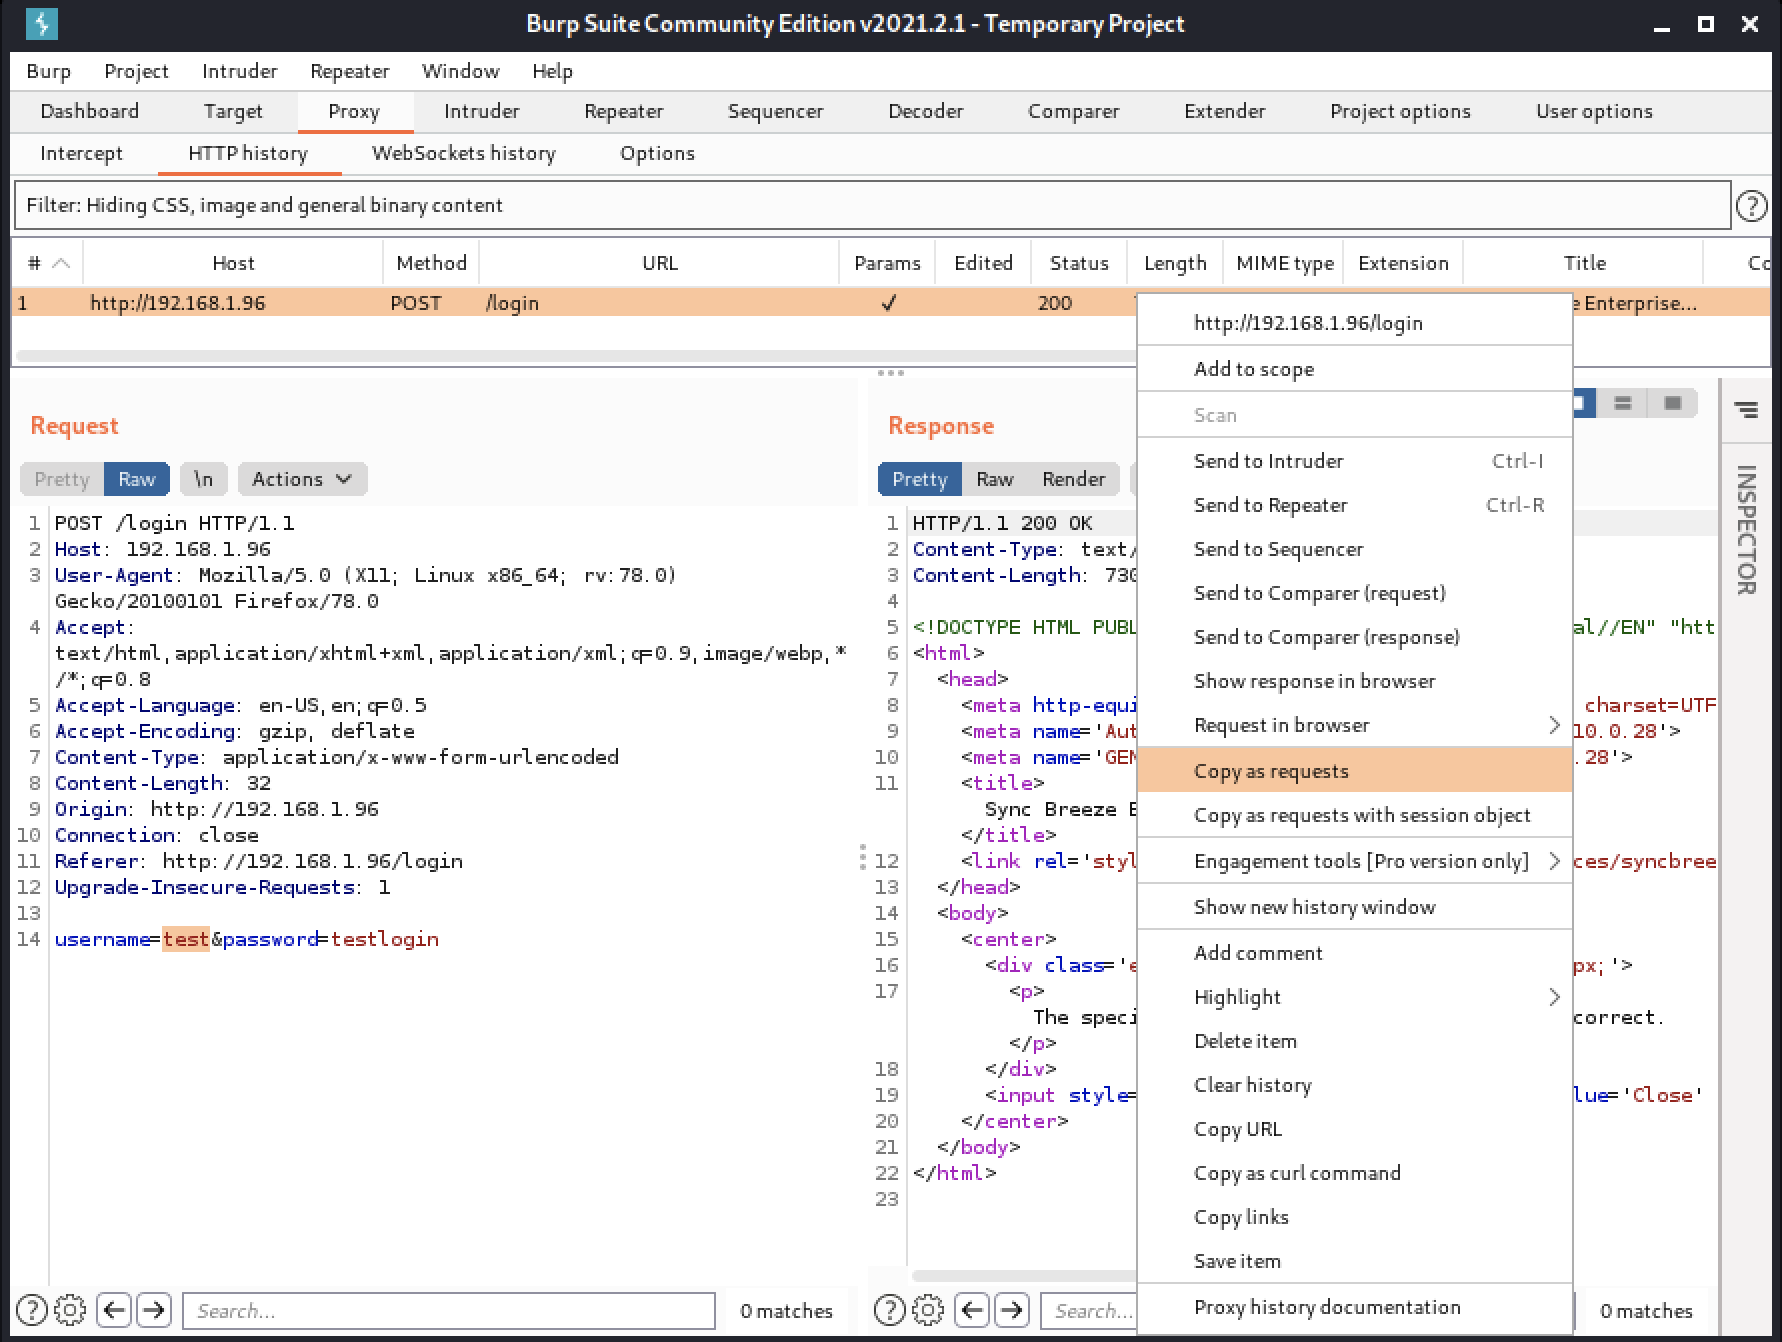 Burp Suite Community Edition v2021.2.1 - Temporary Project
Burp Project Intruder Repeater Window Help
Dashboard Target Proxy Intruder Repeater Sequencer Decoder Comparer Extender Project options User options
Intercept HTTP history WebSockets history Options
Filter: Hiding CSS, image and general binary content
?
# Host Method URL Params Edited Status Length MIME type Extension Title Co
1 http://192.168.1.96 POST /login ✓ 200 e Enterprise...
Request
Pretty Raw \n Actions
1 POST /login HTTP/1.1
2 Host: 192.168.1.96
3 User-Agent: Mozilla/5.0 (X11; Linux x86_64; rv:78.0)
Gecko/20100101 Firefox/78.0
4 Accept:
text/html,application/xhtml+xml,application/xml;q=0.9,image/webp,*
/*;q=0.8
5 Accept-Language: en-US,en;q=0.5
6 Accept-Encoding: gzip, deflate
7 Content-Type: application/x-www-form-urlencoded
8 Content-Length: 32
9 Origin: http://192.168.1.96
10 Connection: close
11 Referer: http://192.168.1.96/login
12 Upgrade-Insecure-Requests: 1
13
14 username=test&password=testlogin
? Search... 0 matches
Response
Pretty Raw Render
1 HTTP/1.1 200 OK
2 Content-Type: text/
3 Content-Length: 730
4
5 <!DOCTYPE HTML PUBL al//EN" "htt
6 <html>
7 <head>
8 <meta http-equi charset=UTF
9 <meta name='Aut 10.0.28'>
10 <meta name='GEN .28'>
11 <title>
Sync Breeze E
</title>
12 <link rel='styl ces/syncbree
13 </head>
14 <body>
15 <center>
16 <div class='e px;'>
17 <p>
The speci correct.
</p>
18 </div>
19 <input style= lue='Close'
20 </center>
21 </body>
22 </html>
23
? Search... 0 matches
INSPECTOR
http://192.168.1.96/login
Add to scope
Scan
Send to Intruder Ctrl-I
Send to Repeater Ctrl-R
Send to Sequencer
Send to Comparer (request)
Send to Comparer (response)
Show response in browser
Request in browser
Copy as requests
Copy as requests with session object
Engagement tools [Pro version only]
Show new history window
Add comment
Highlight
Delete item
Clear history
Copy URL
Copy as curl command
Copy links
Save item
Proxy history documentation